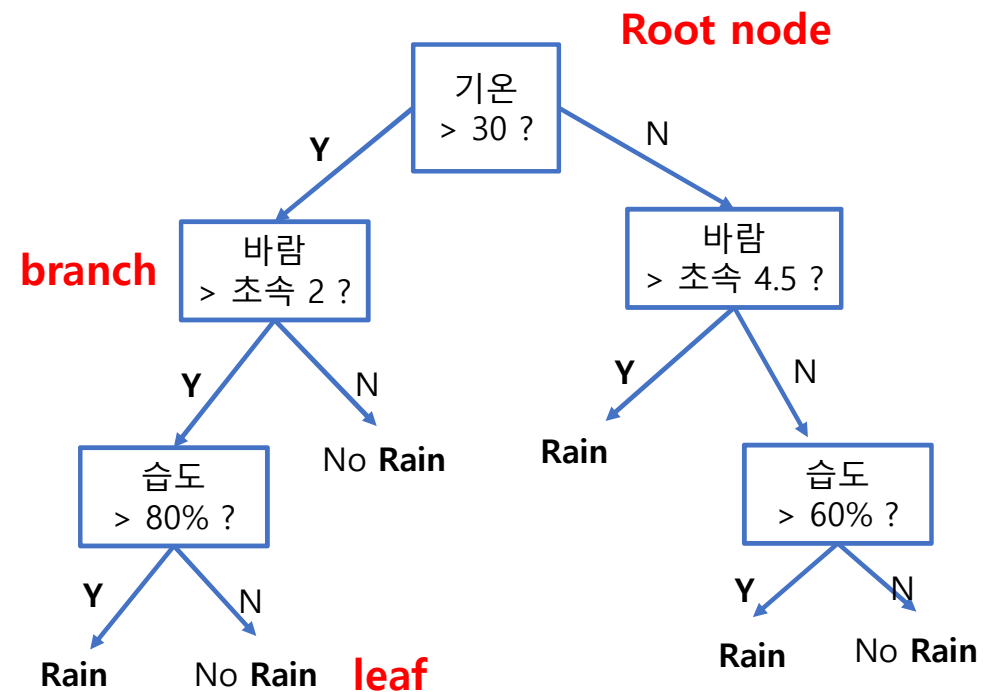 Root node
기온
> 30 ?
Y
N
branch
바람
> 초속 2 ?
바람
> 초속 4.5 ?
Y
N
Y
N
No Rain
Rain
습도
> 80% ?
습도
> 60% ?
Y
N
Y
N
Rain
No Rain
leaf
Rain
No Rain